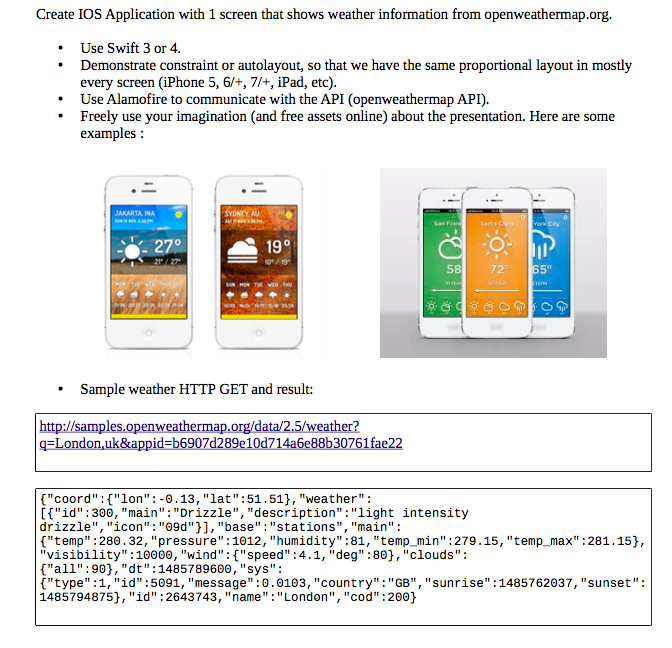 Create IOS Application with 1 screen that shows weather information from openweathermap.org.
• Use Swift 3 or 4.
• Demonstrate constraint or autolayout, so that we have the same proportional layout in mostly
every screen (iPhone 5, 6/+, 7/+, iPad, etc).
• Use Alamofire to communicate with the API (openweathermap API).
• Freely use your imagination (and free assets online) about the presentation. Here are some
examples :
JAKARTA, INA
27°
21° / 27°
SUN MON TUE WED THU
SYDNEY, AU
19°
10° / 19°
SUN MON TUE WED THU
San Fran
58
Santa Clara
72°
York City
65°
• Sample weather HTTP GET and result:
http://samples.openweathermap.org/data/2.5/weather?
q=London,uk&appid=b6907d289e10d714a6e88b30761fae22
{"coord":{"lon":-0.13,"lat":51.51},"weather":
[{"id":300,"main":"Drizzle","description":"light intensity
drizzle","icon":"09d"}],"base":"stations","main":
{"temp":280.32,"pressure":1012,"humidity":81,"temp_min":279.15,"temp_max":281.15},
"visibility":10000,"wind":{"speed":4.1,"deg":80},"clouds":
{"all":90},"dt":1485789600,"sys":
{"type":1,"id":5091,"message":0.0103,"country":"GB","sunrise":1485762037,"sunset":
1485794875},"id":2643743,"name":"London","cod":200}